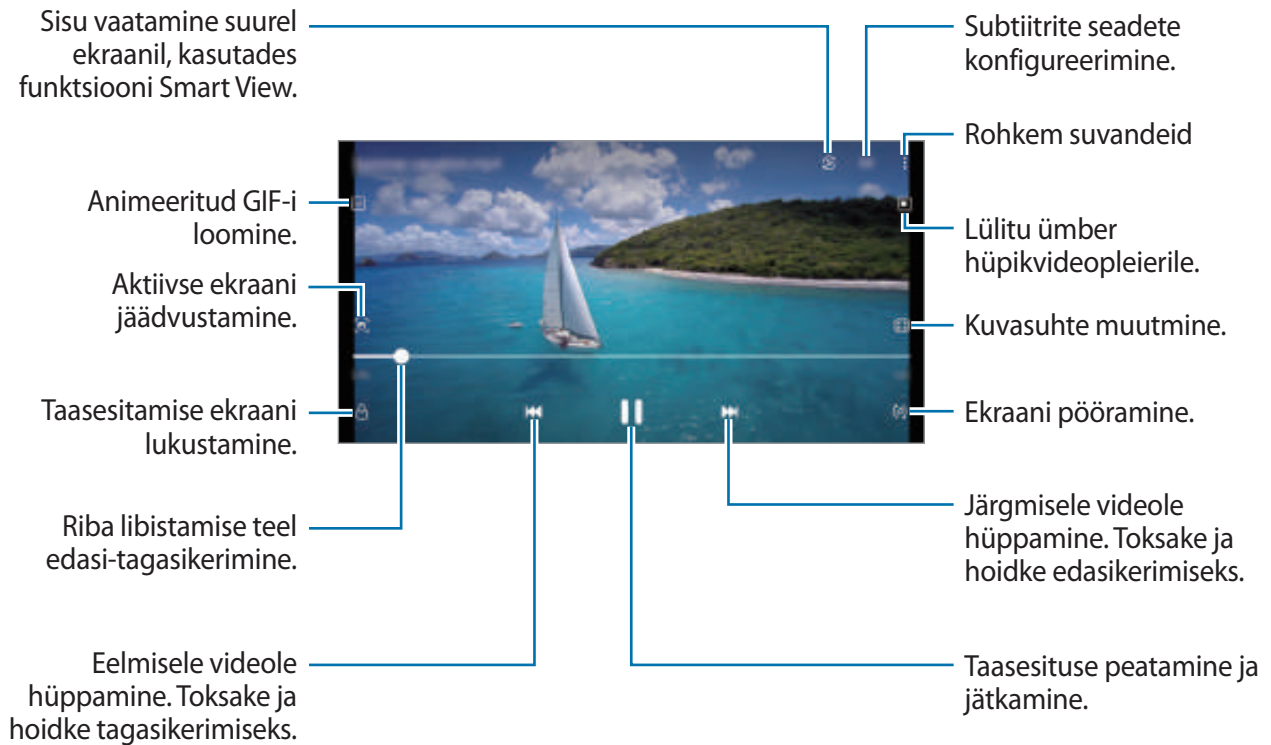 Sisu vaatamine suurel
ekraanil, kasutades
funktsiooni Smart View.
Animeeritud GIF-i
loomine.
Aktiivse ekraani
jäädvustamine.
Taasesitamise ekraani
lukustamine.
Riba libistamise teel
edasi-tagasikerimine.
Eelmisele videole
hüppamine. Toksake ja
hoidke tagasikerimiseks.
Subtiitrite seadete
konfigureerimine.
Rohkem suvandeid
Lülitu ümber
hüpikvideopleierile.
Kuvasuhte muutmine.
Ekraani pööramine.
Järgmisele videole
hüppamine. Toksake ja
hoidke edasikerimiseks.
Taasesituse peatamine ja
jätkamine.